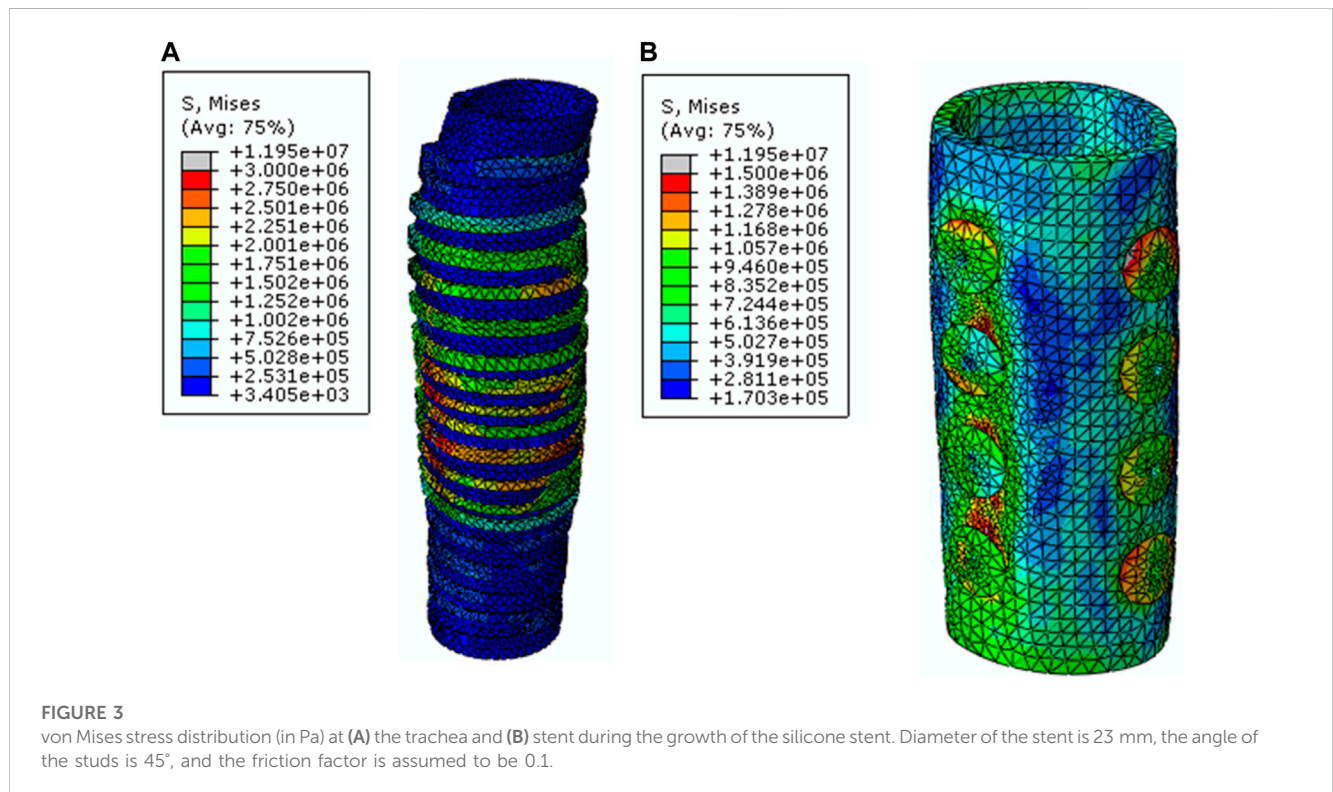 A
S, Mises
(Avg: 75%)
+1.195e+07
+3.000e+06
+2.750e+06
+2.501e+06
+2.251e+06
+2.001e+06
+1.751e+06
+1.502e+06
+1.252e+06
+1.002e+06
+7.526e+05
+5.028e+05
+2.531e+05
+3.405e+03
B
S, Mises
(Avg: 75%)
+1.195e+07
+1.500e+06
+1.389e+06
+1.278e+06
+1.168e+06
+1.057e+06
+9.460e+05
+8.352e+05
+7.244e+05
+6.136e+05
+5.027e+05
+3.919e+05
+2.811e+05
+1.703e+05
FIGURE 3
von Mises stress distribution (in Pa) at (A) the trachea and (B) stent during the growth of the silicone stent. Diameter of the stent is 23 mm, the angle of
the studs is 45°, and the friction factor is assumed to be 0.1.